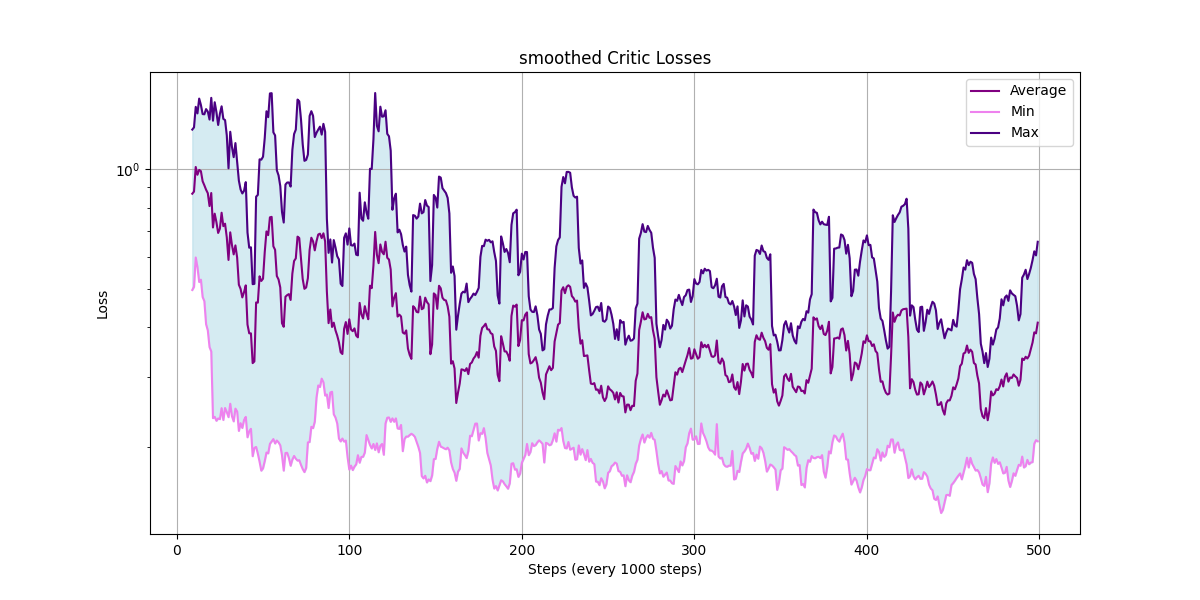 smoothed Critic Losses
Average
Min
Max
10⁰
Loss
0
100
200
300
400
500
Steps (every 1000 steps)